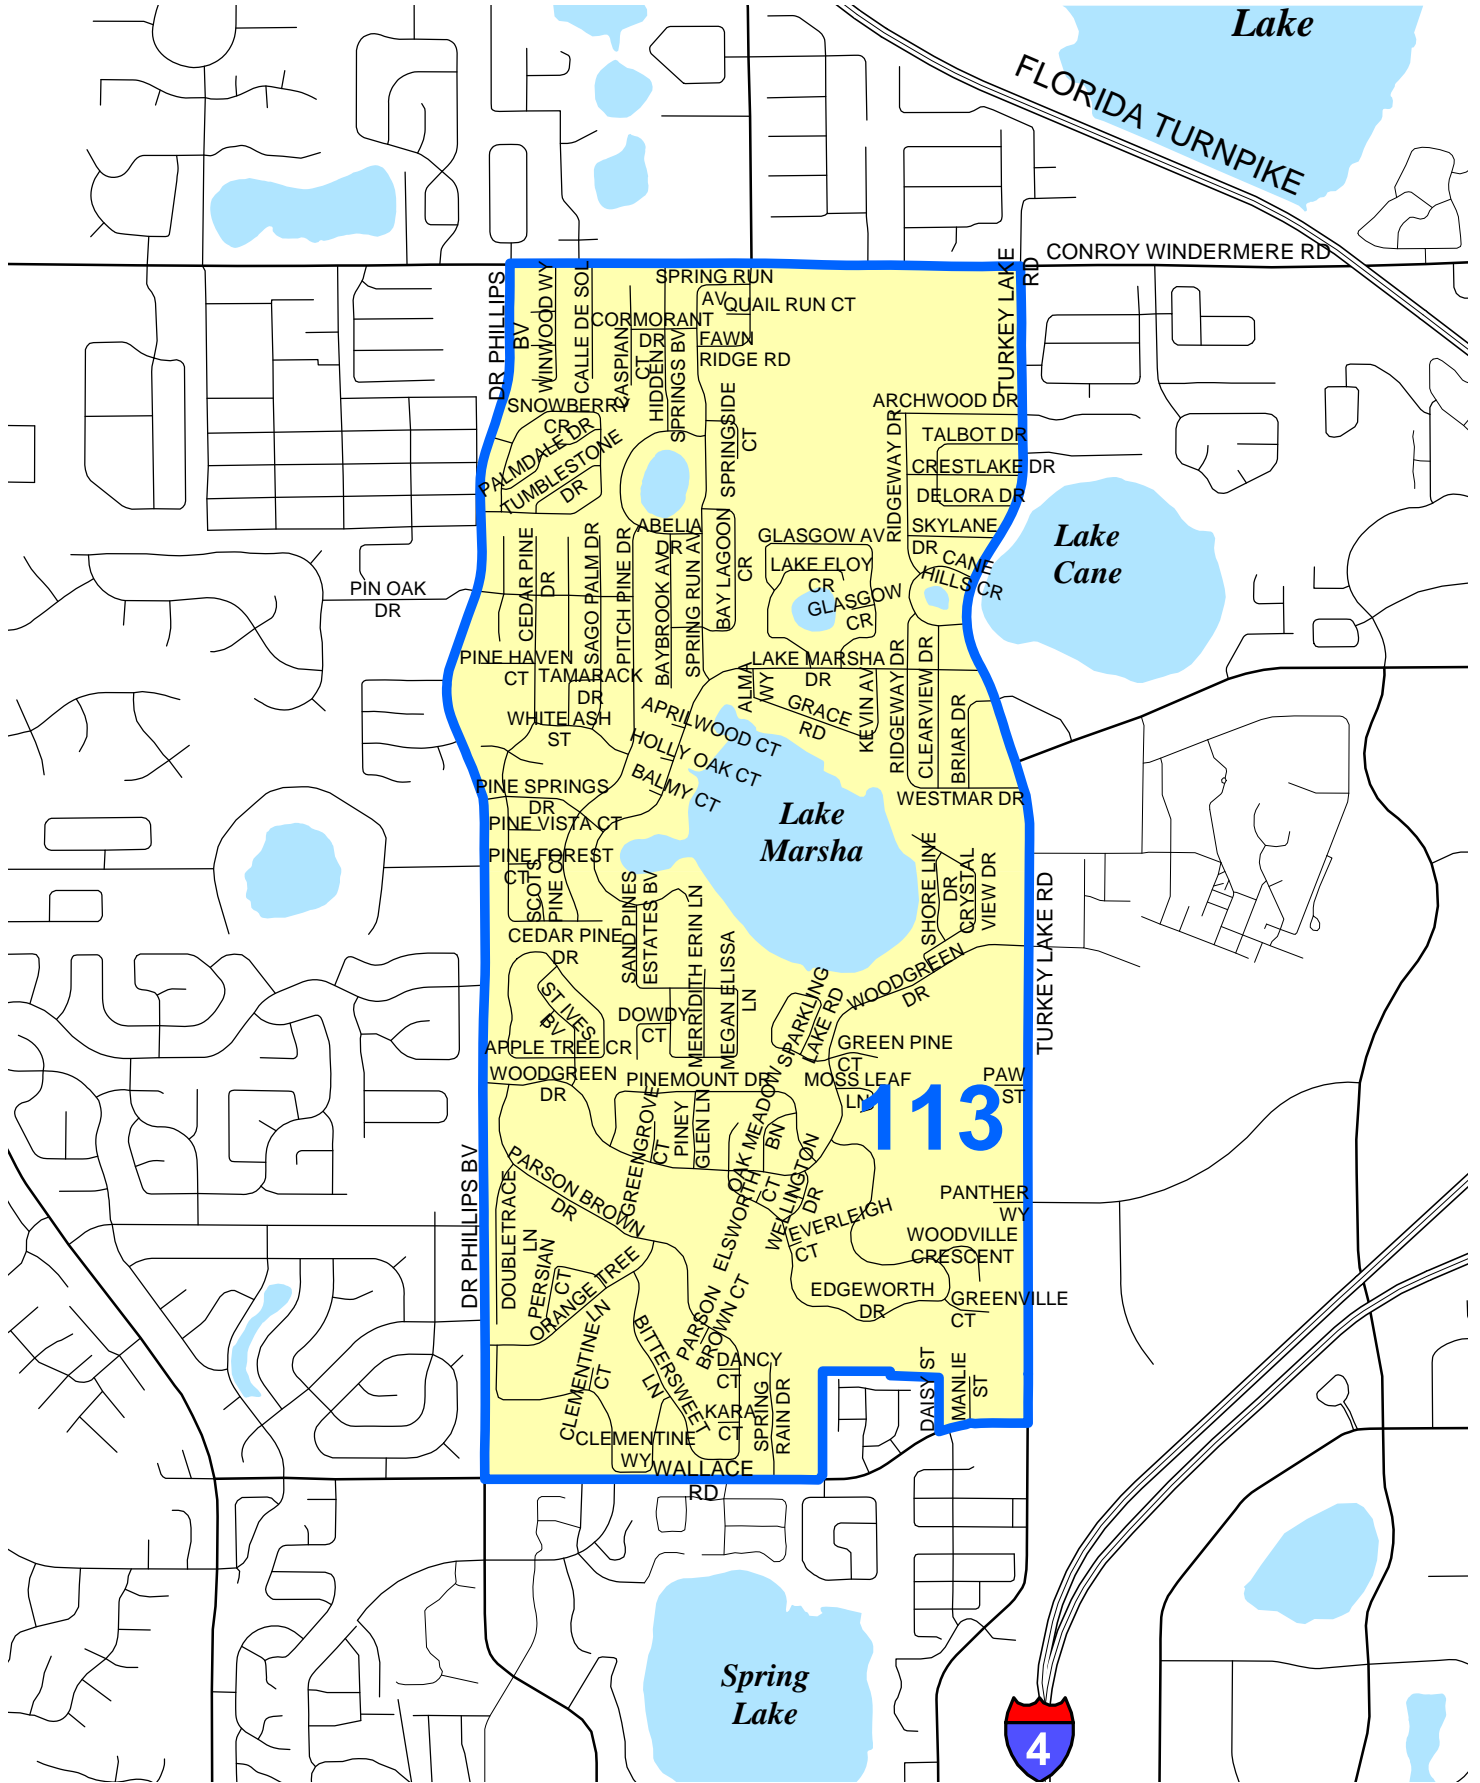 Lake
FLORIDA TURNPIKE
CONROY WINDERMERE RD
TURKEY LAKE
RD
DR PHILLIPS
BV
WINWOOD WY
CALLE DE SOL
SPRING RUN
AV
QUAIL RUN CT
CORMORANT
DR
CASPIAN
CT
HIDDEN
SPRINGS BV
FAWN
RIDGE RD
SNOWBERRY
CR
PALMDALE DR
TUMBLESTONE
DR
SPRINGSIDE
CT
ARCHWOOD DR
RIDGEWAY DR
TALBOT DR
CRESTLAKE DR
DELORA DR
SKYLANE
DR
CANE
HILLS CR
Lake
Cane
ABELIA
DR
GLASGOW AV
LAKE FLOY
CR
GLASGOW
CR
PIN OAK
DR
CEDAR PINE
DR
SAGO PALM DR
PITCH PINE DR
BAYBROOK AV
SPRING RUN AV
BAY LAGOON
CR
PINE HAVEN
CT
TAMARACK
DR
WHITE ASH
ST
LAKE MARSHA
DR
ALMA
WY
GRACE
RD
KEVIN AV
RIDGEWAY DR
CLEARVIEW DR
BRIAR DR
APRILWOOD CT
HOLLY OAK CT
BALMY CT
WESTMAR DR
PINE SPRINGS
DR
PINE VISTA CT
PINE FOREST
CT
SCOTS
PINE CT
Lake
Marsha
SHORE LINE
DR
CRYSTAL
VIEW DR
TURKEY LAKE RD
CEDAR PINE
DR
SAND PINES
ESTATES BV
MERRIDITH ERIN LN
MEGAN ELISSA
LN
WOODGREEN
DR
ST IVES
BV
DOWDY
CT
SPARKLING
LAKE RD
APPLE TREE CR
GREEN PINE
CT
WOODGREEN
DR
PINEMOUNT DR
MOSS LEAF
LN
PAW
ST
113
GREENGROVE
CT
PINEY
GLEN LN
OAK MEADOW
BN
PARSON BROWN
DR
DR PHILLIPS BV
DOUBLETRACE
LN
ELSWORTH
CT
WELLINGTON
DR
EVERLEIGH
CT
PANTHER
WY
WOODVILLE
CRESCENT
PERSIAN
CT
ORANGE TREE
LN
EDGEWORTH
DR
GREENVILLE
CT
PARSON
BROWN CT
BITTERSWEET
LN
CLEMENTINE
CT
DANCY
CT
KARA
CT
SPRING
RAIN DR
DAISY ST
MANLIE
ST
CLEMENTINE
WY
WALLACE
RD
Spring
Lake
4